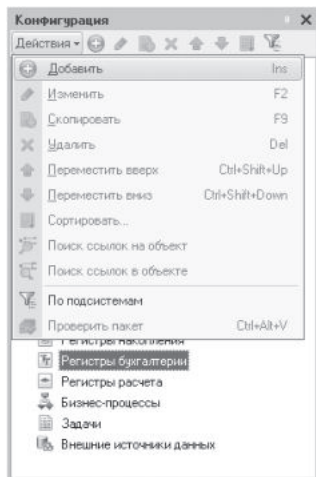 Конфигурация
Действия
Добавить Ins
Изменить F2
Скопировать F9
Удалить Del
Переместить вверх Ctrl+Shift+Up
Переместить вниз Ctrl+Shift+Down
Сортировать...
Поиск ссылок на объект
Поиск ссылок в объекте
По подсистемам
Проверить пакет Ctrl+Alt+V
Регистры накопления
Регистры бухгалтерии
Регистры расчета
Бизнес-процессы
Задачи
Внешние источники данных